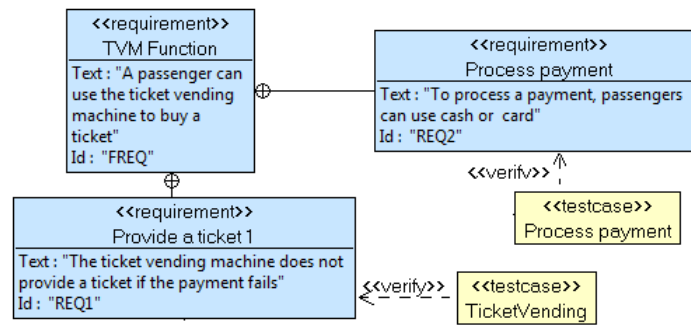 <<requirement>>
TVM Function
Text : "A passenger can
use the ticket vending
machine to buy a
ticket"
Id : "FREQ"
<<requirement>>
Process payment
Text : "To process a payment, passengers
can use cash or card"
Id : "REQ2"
<<verify>>
<<testcase>>
Process payment
<<requirement>>
Provide a ticket 1
Text : "The ticket vending machine does not
provide a ticket if the payment fails"
Id : "REQ1"
<<verify>>
<<testcase>>
TicketVending